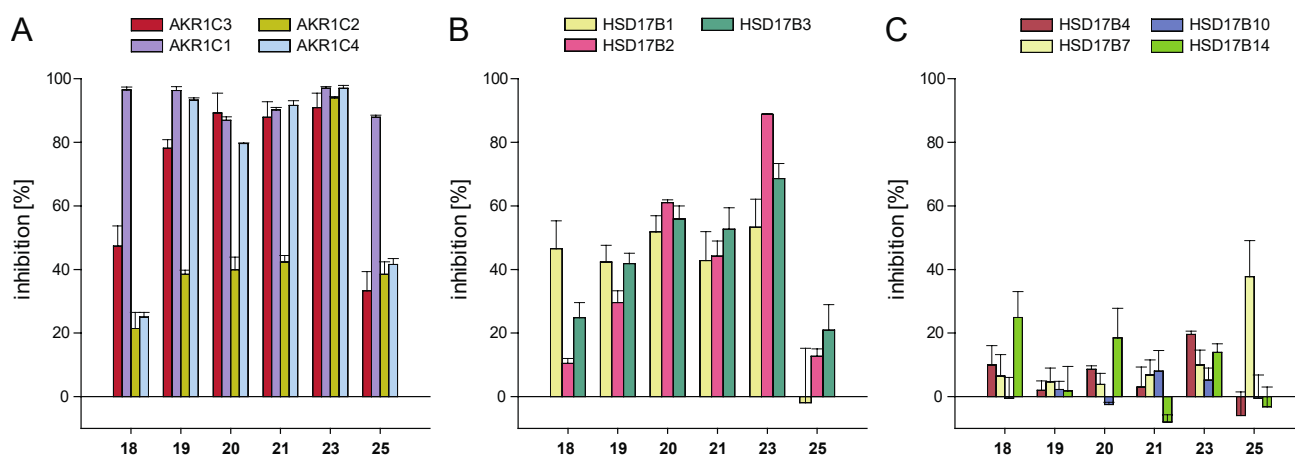 A
AKR1C3 AKR1C2
AKR1C1 AKR1C4
inhibition [%]
100
80
60
40
20
0
18 19 20 21 23 25
B
HSD17B1 HSD17B3
HSD17B2
inhibition [%]
100
80
60
40
20
0
18 19 20 21 23 25
C
HSD17B4 HSD17B10
HSD17B7 HSD17B14
inhibition [%]
100
80
60
40
20
0
18 19 20 21 23 25